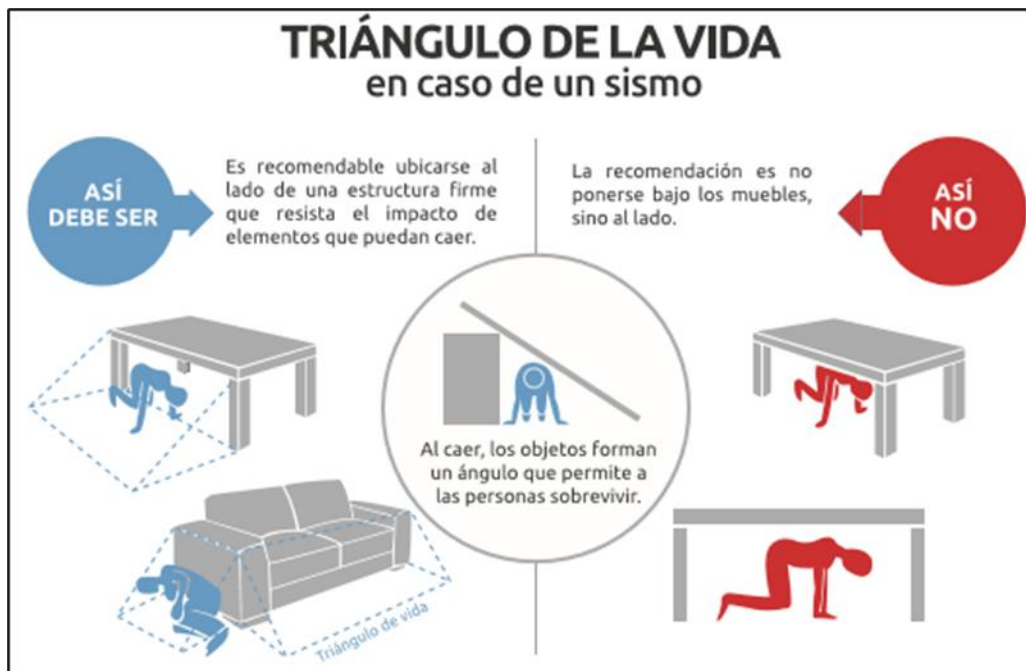 TRIÁNGULO DE LA VIDA
en caso de un sismo
ASÍ
DEBE SER
Es recomendable ubicarse al
lado de una estructura firme
que resista el impacto de
elementos que puedan caer.
La recomendación es no
ponerse bajo los muebles,
sino al lado.
ASÍ
NO
Al caer, los objetos forman
un ángulo que permite a
las personas sobrevivir.
Triángulo de vida